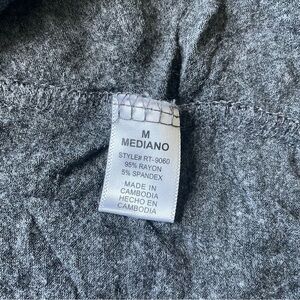 M
MEDIANO
STYLE# RT-9060
95% RAYON
5% SPANDEX
MADE IN
CAMBODIA
HECHO EN
CAMBODIA